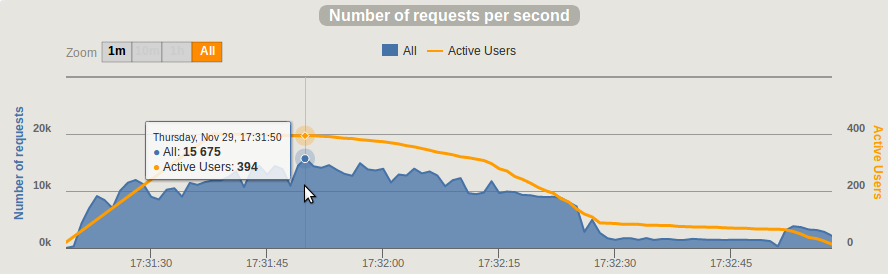 Number of requests per second
Zoom 1m 10m 1h All
All Active Users
Number of requests
20k
10k
0k
Thursday, Nov 29, 17:31:50
All: 15 675
Active Users: 394
400
200
0
Active Users
17:31:30 17:31:45 17:32:00 17:32:15 17:32:30 17:32:45